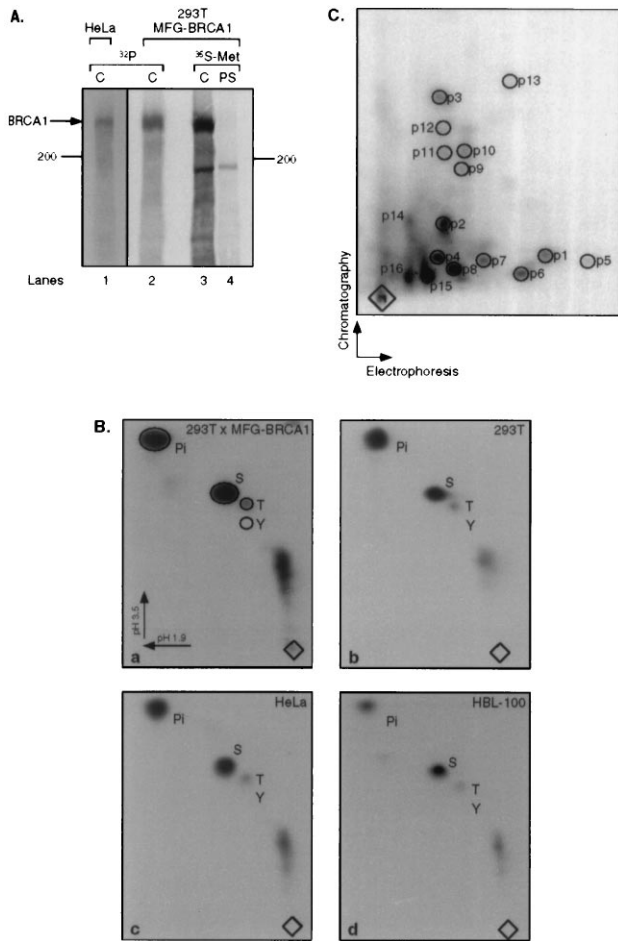 A.
293T
HeLa MFG-BRCA1
32P 35S-Met
C C C PS
BRCA1
200 200
Lanes 1 2 3 4
C.
p13
p3
p12
p11 p10
p9
p14 p2
p4 p7 p1 p5
p16 p8 p6
p15
Chromatography
Electrophoresis
B.
293T x MFG-BRCA1
Pi
S
T
Y
pH 3.5
pH 1.9
a
293T
Pi
S
T
Y
b
HeLa
Pi
S
T
Y
c
HBL-100
Pi
S
T
Y
d